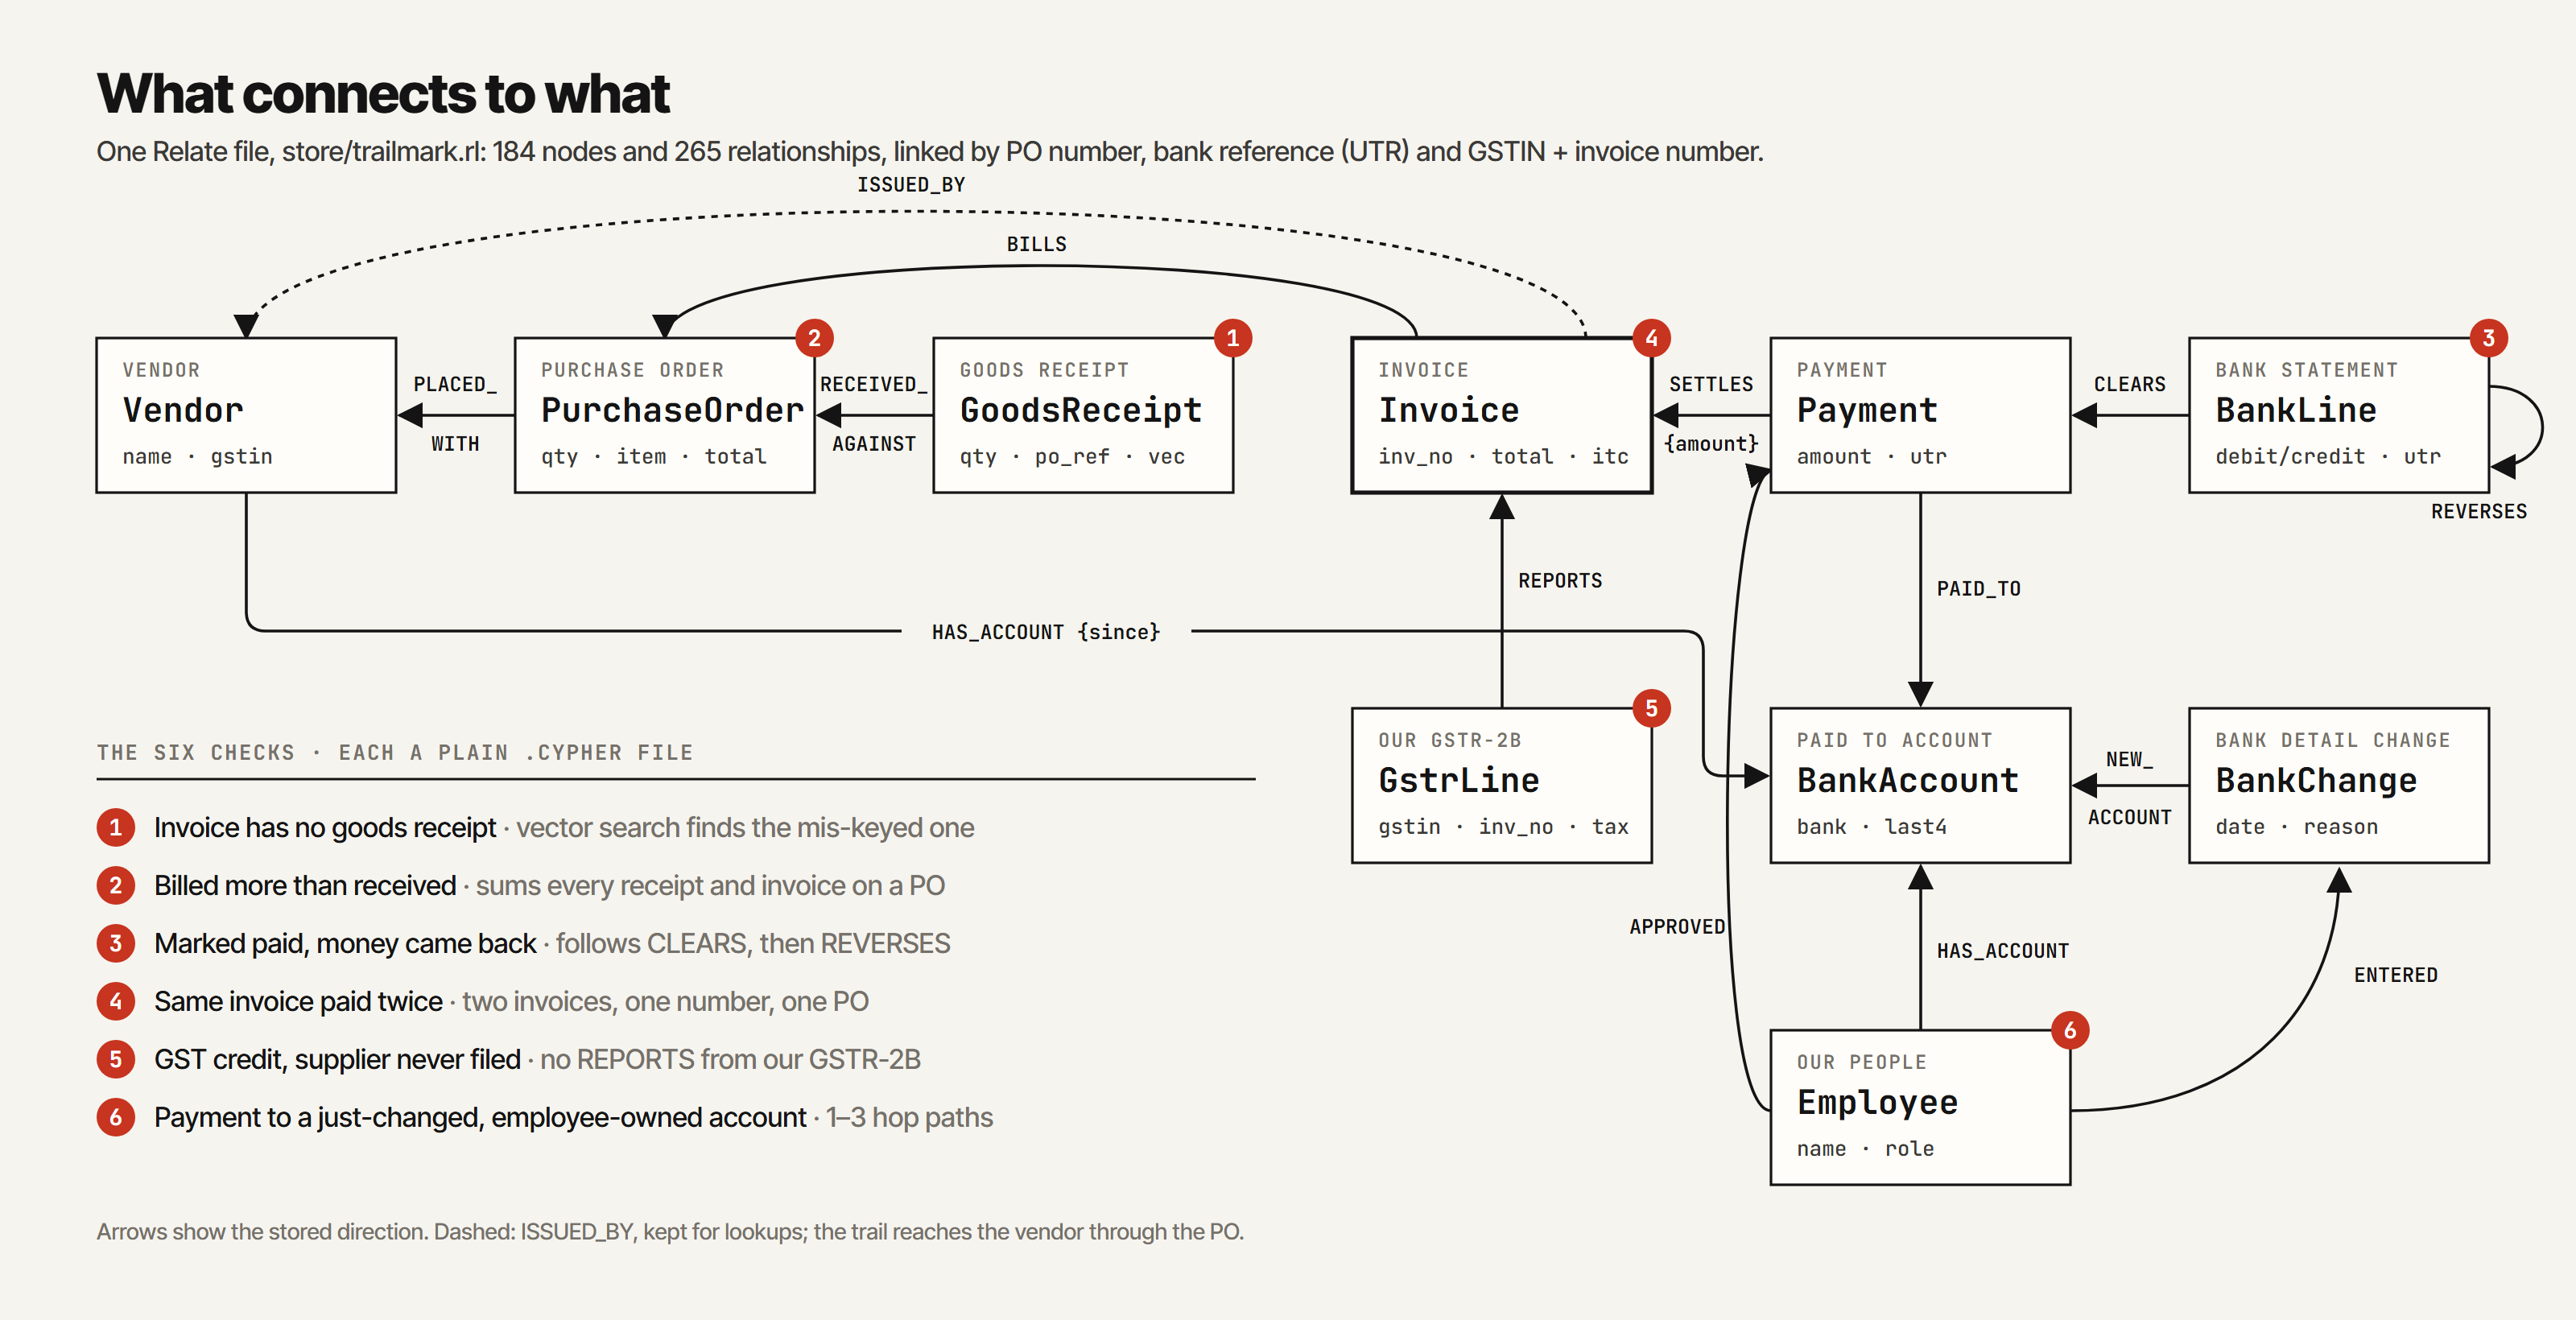 What connects to what
One Relate file, store/trailmark.rl: 184 nodes and 265 relationships, linked by PO number, bank reference (UTR) and GSTIN + invoice number.
ISSUED_BY
BILLS
VENDOR
Vendor
name · gstin
PLACED_
WITH
2
PURCHASE ORDER
PurchaseOrder
qty · item · total
RECEIVED_
AGAINST
1
GOODS RECEIPT
GoodsReceipt
qty · po_ref · vec
4
INVOICE
Invoice
inv_no · total · itc
SETTLES
{amount}
PAYMENT
Payment
amount · utr
CLEARS
3
BANK STATEMENT
BankLine
debit/credit · utr
REVERSES
REPORTS
PAID_TO
HAS_ACCOUNT {since}
5
OUR GSTR-2B
GstrLine
gstin · inv_no · tax
PAID TO ACCOUNT
BankAccount
bank · last4
NEW_
ACCOUNT
BANK DETAIL CHANGE
BankChange
date · reason
APPROVED
HAS_ACCOUNT
ENTERED
6
OUR PEOPLE
Employee
name · role
THE SIX CHECKS · EACH A PLAIN .CYPHER FILE
1 Invoice has no goods receipt · vector search finds the mis-keyed one
2 Billed more than received · sums every receipt and invoice on a PO
3 Marked paid, money came back · follows CLEARS, then REVERSES
4 Same invoice paid twice · two invoices, one number, one PO
5 GST credit, supplier never filed · no REPORTS from our GSTR-2B
6 Payment to a just-changed, employee-owned account · 1–3 hop paths
Arrows show the stored direction. Dashed: ISSUED_BY, kept for lookups; the trail reaches the vendor through the PO.